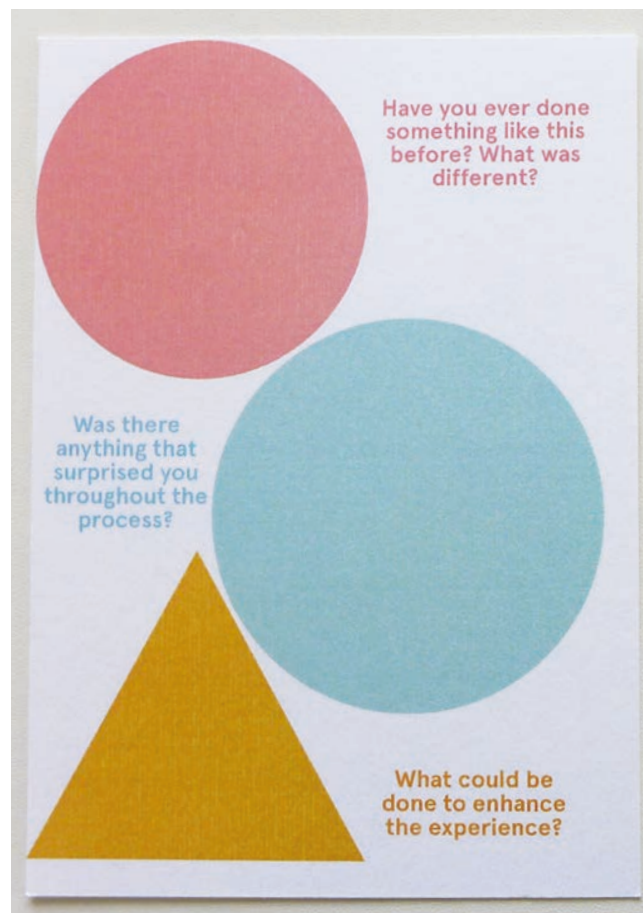 Have you ever done
something like this
before? What was
different?
Was there
anything that
surprised you
throughout the
process?
What could be
done to enhance
the experience?